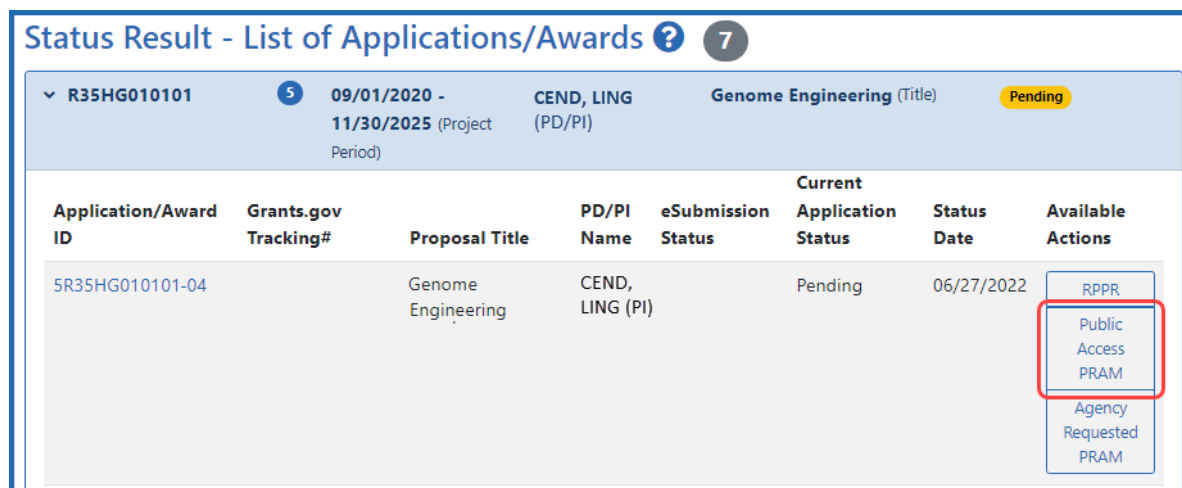 Status Result - List of Applications/Awards ? 7
R35HG010101 5 09/01/2020 - CEND, LING Genome Engineering (Title) Pending
11/30/2025 (Project (PD/PI)
Period)
Current
Application/Award Grants.gov PD/PI eSubmission Application Status Available
ID Tracking# Proposal Title Name Status Status Date Actions
5R35HG010101-04 Genome CEND, Pending 06/27/2022 RPPR
Engineering LING (PI)
Public
Access
PRAM
Agency
Requested
PRAM